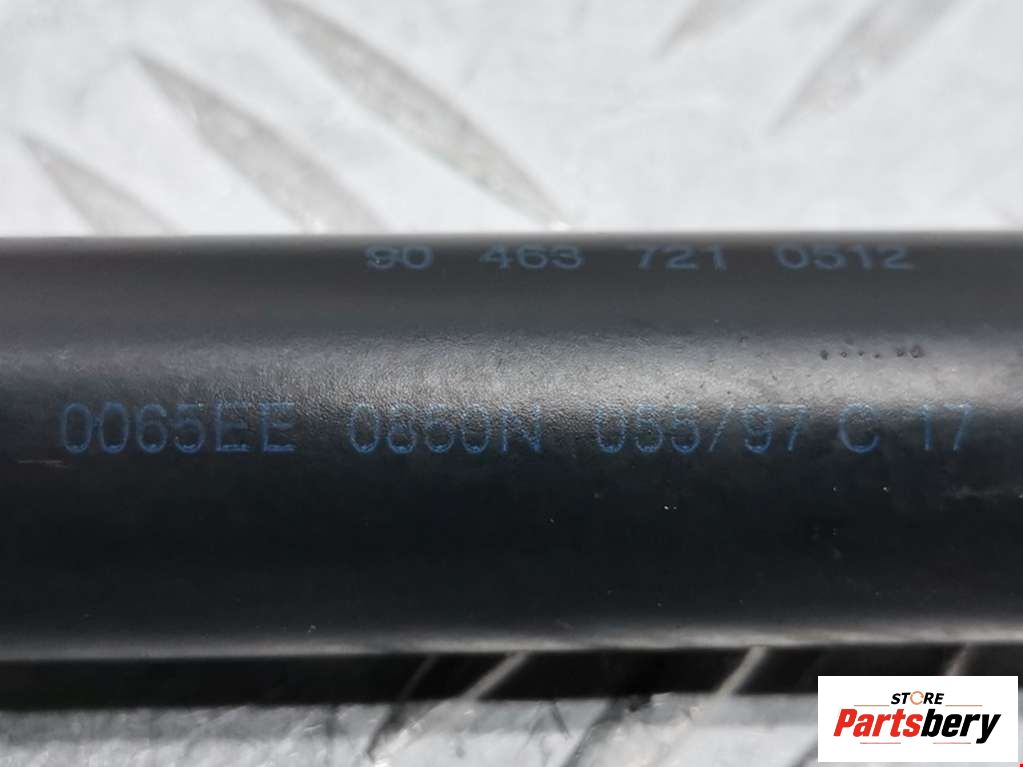 90 463 721 0512
0065EE 0850N 055/97 C 17
STORE
Partsbery